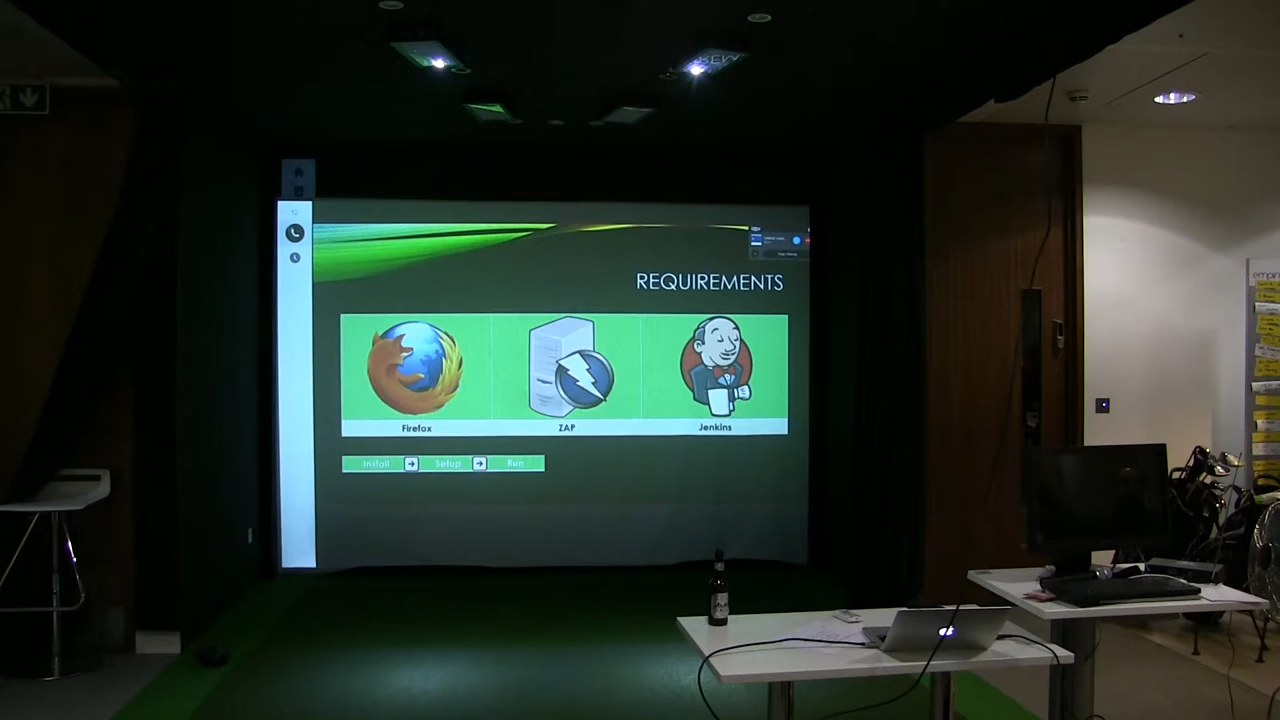 REQUIREMENTS
Firefox
ZAP
Jenkins
Install
Setup
Run